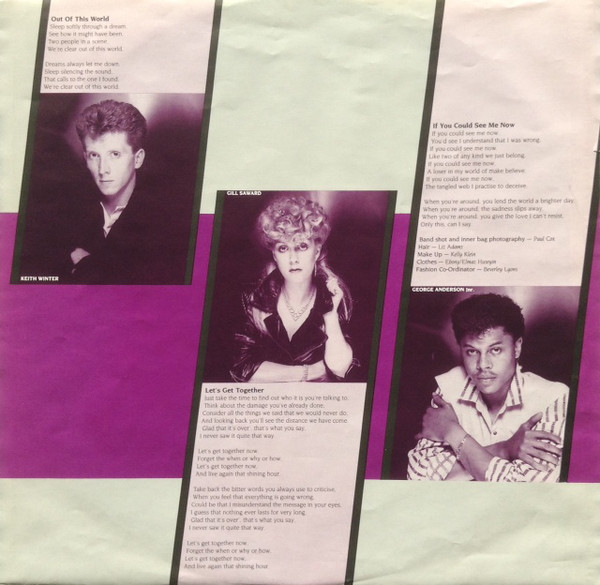 Out Of This World
Sleep softly through a dream.
See how it might have been.
Two people in a some
We're clear out of this world.
Dreams always let me down.
Sleep silencing the sound.
That calls to the one I found.
We're clear out of this world.
KEITH WINTER
GILL SAWARD
Let's Get Together
Just take the time to find out who it is you're talking to.
Think about the damage you've already done.
Consider all the things we said that we would never do.
And looking back you'll see the distance we have come.
Glad that it's over.. that's what you say.
I never saw it quite that way.
Let's get together now.
Forget the when or why or how.
Let's get together now.
And live again that shining hour.
Take back the bitter words you always use to criticise,
When you feel that everything is going wrong,
Could be that I misunderstand the message in your eyes,
I guess that nothing ever lasts for very long.
Glad that it's over.. that's what you say.
I never saw it quite that way.
Let's get together now.
Forget the when or why or how.
Let's get together now.
And live again that shining hour.
If You Could See Me Now
If you could see me now.
You'd see I understand that I was wrong.
If you could see me now.
Like two of any kind we just belong.
If you could see me now.
A loser in my world of make believe.
If you could see me now.
The tangled web I practise to deceive.
When you're around, you lend the world a brighter day.
When you're around, the sadness slips away.
When you're around, you give the love I can't resist,
Only this, can I say
Band shot and inner bag photography — Paul Cox
Hair — Liz Adams
Make Up — Kelly Kline
Clothes — Ebony/Elmaz Huseyin
Fashion Co-Ordinator — Beverley Lyons
GEORGE ANDERSON Jnr.